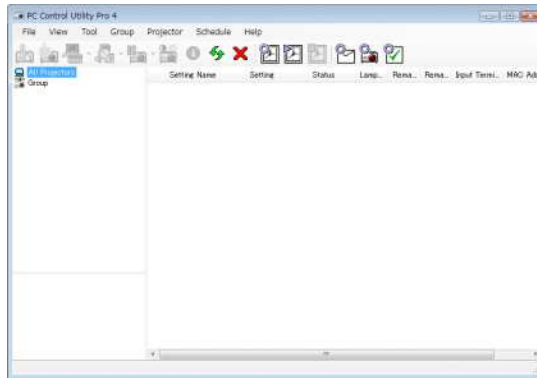 PC Control Utility Pro 4
File View Tool Group Projector Schedule Help
All Projectors
Group
Setting Name Setting Status Lamp... Rema... Rema... Input Termi... MAC Add